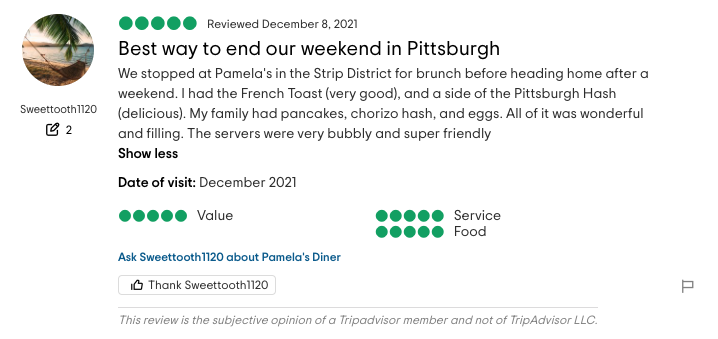 Reviewed December 8, 2021
Best way to end our weekend in Pittsburgh
We stopped at Pamela's in the Strip District for brunch before heading home after a
weekend. I had the French Toast (very good), and a side of the Pittsburgh Hash
(delicious). My family had pancakes, chorizo hash, and eggs. All of it was wonderful
and filling. The servers were very bubbly and super friendly
Show less
Sweettooth1120
2
Date of visit: December 2021
Value
Service
Food
Ask Sweettooth1120 about Pamela's Diner
Thank Sweettooth1120
This review is the subjective opinion of a Tripadvisor member and not of TripAdvisor LLC.